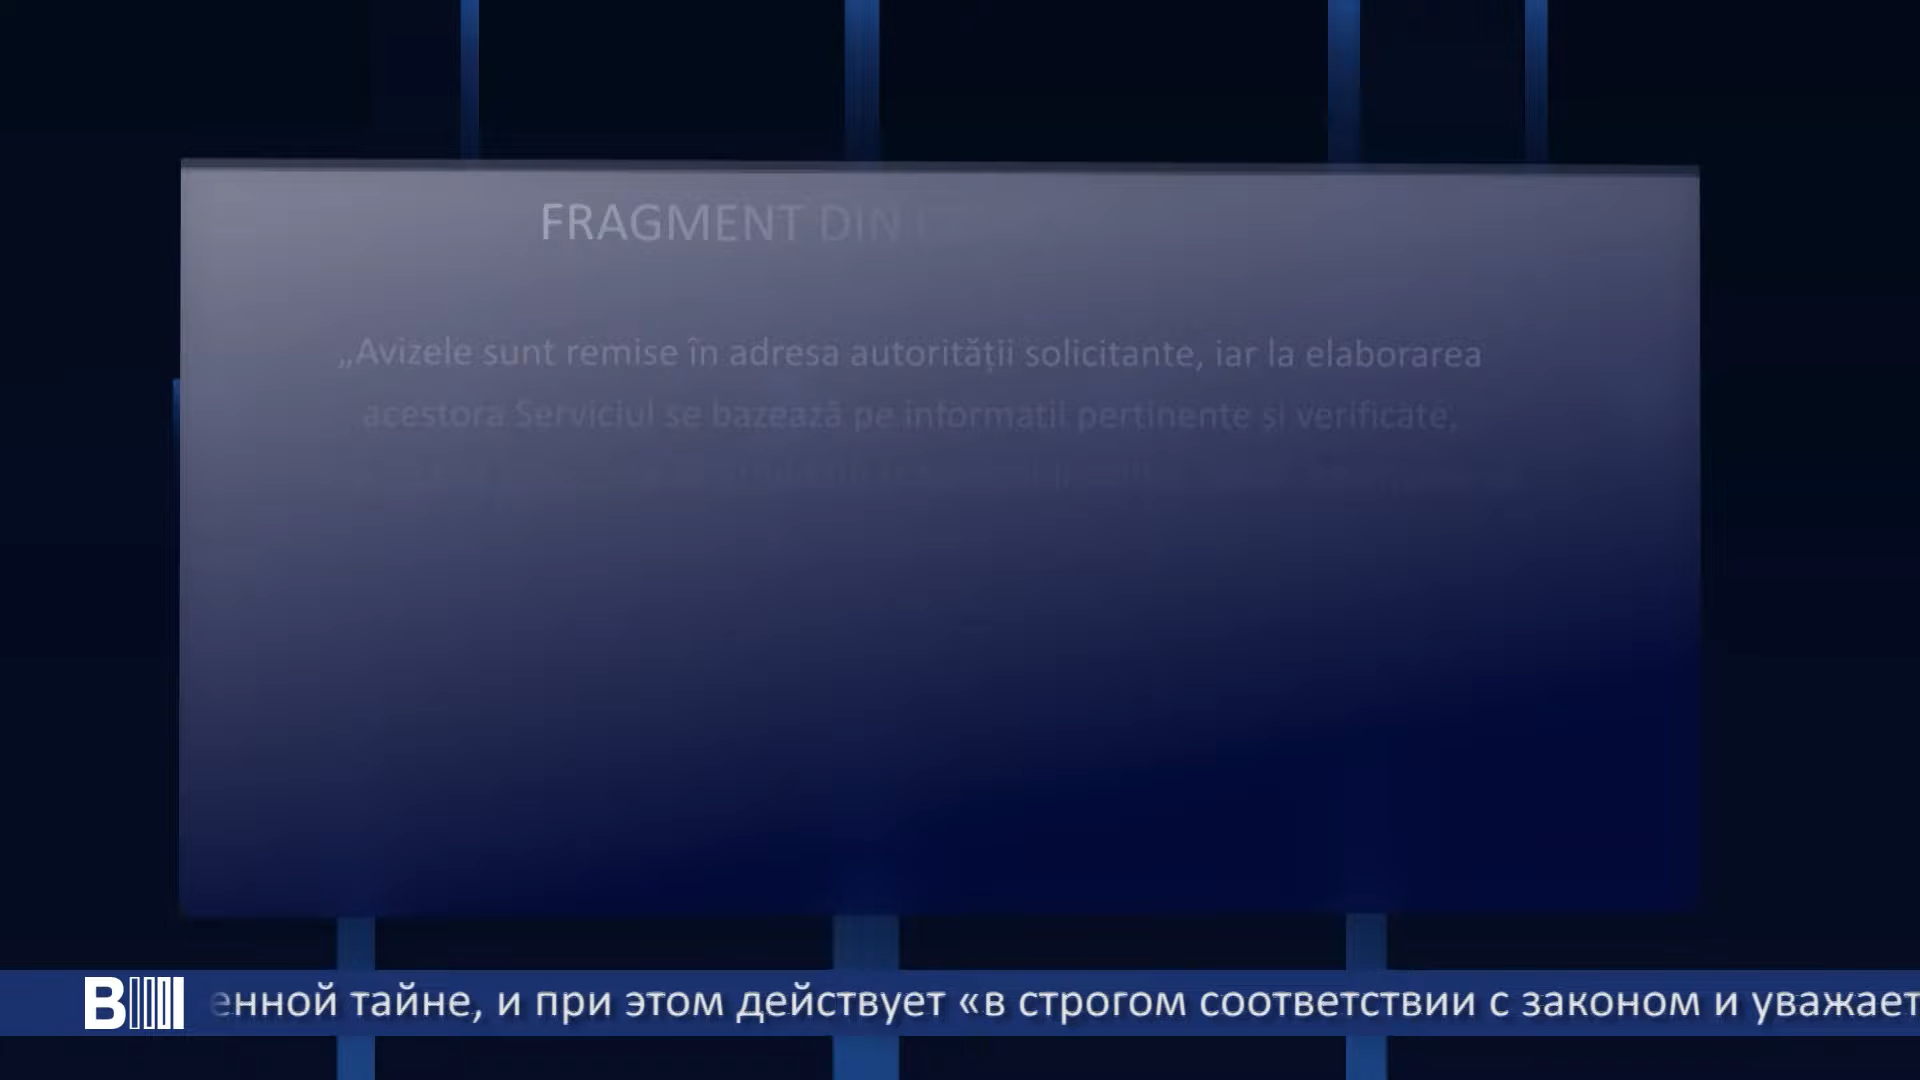 FRAGMENT DIN
„Avizele sunt remise în adresa autorității solicitante, iar la elaborarea
acestora Serviciul se bazează pe informații pertinente și verificate,
B
енной тайне, и при этом действует «в строгом соответствии с законом и уважает